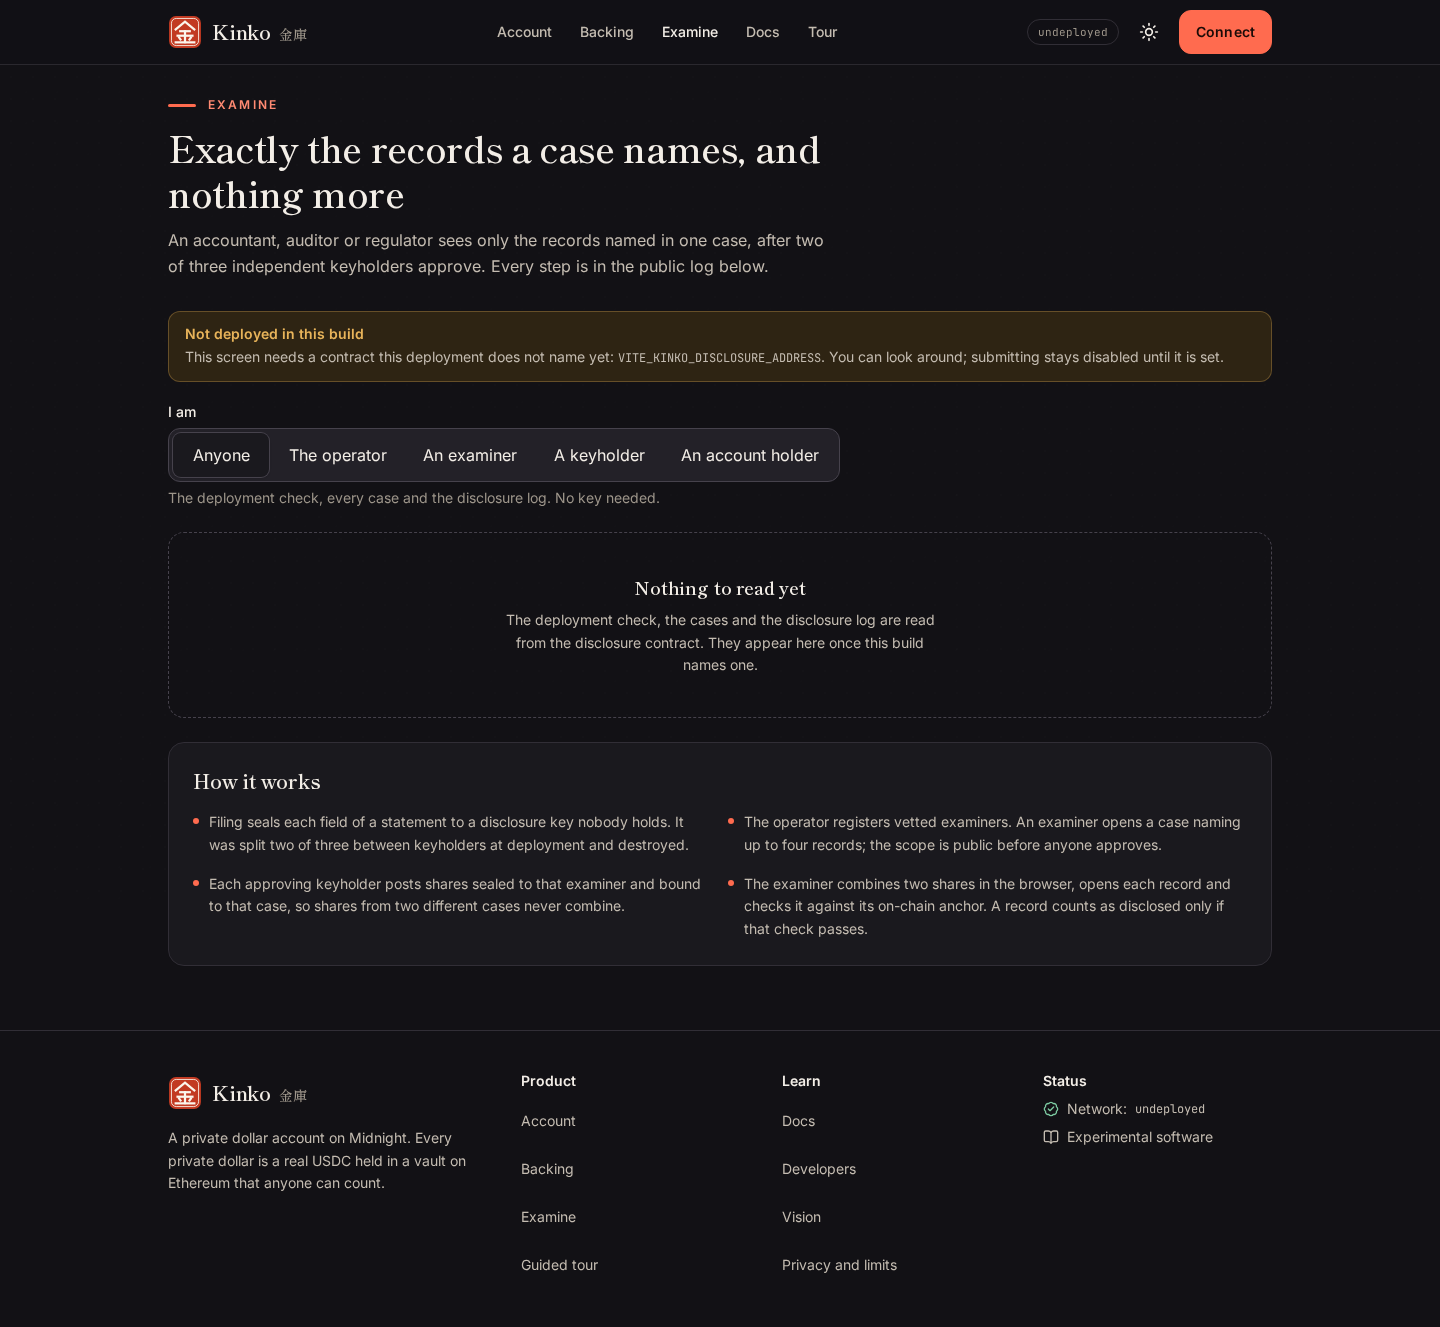 金 Kinko 金庫
Account Backing Examine Docs Tour
undeployed
Connect
EXAMINE
Exactly the records a case names, and
nothing more
An accountant, auditor or regulator sees only the records named in one case, after two
of three independent keyholders approve. Every step is in the public log below.
Not deployed in this build
This screen needs a contract this deployment does not name yet: VITE_KINKO_DISCLOSURE_ADDRESS. You can look around; submitting stays disabled until it is set.
I am
Anyone The operator An examiner A keyholder An account holder
The deployment check, every case and the disclosure log. No key needed.
Nothing to read yet
The deployment check, the cases and the disclosure log are read
from the disclosure contract. They appear here once this build
names one.
How it works
Filing seals each field of a statement to a disclosure key nobody holds. It
was split two of three between keyholders at deployment and destroyed.
The operator registers vetted examiners. An examiner opens a case naming
up to four records; the scope is public before anyone approves.
Each approving keyholder posts shares sealed to that examiner and bound
to that case, so shares from two different cases never combine.
The examiner combines two shares in the browser, opens each record and
checks it against its on-chain anchor. A record counts as disclosed only if
that check passes.
金 Kinko 金庫
A private dollar account on Midnight. Every
private dollar is a real USDC held in a vault on
Ethereum that anyone can count.
Product
Account
Backing
Examine
Guided tour
Learn
Docs
Developers
Vision
Privacy and limits
Status
Network: undeployed
Experimental software